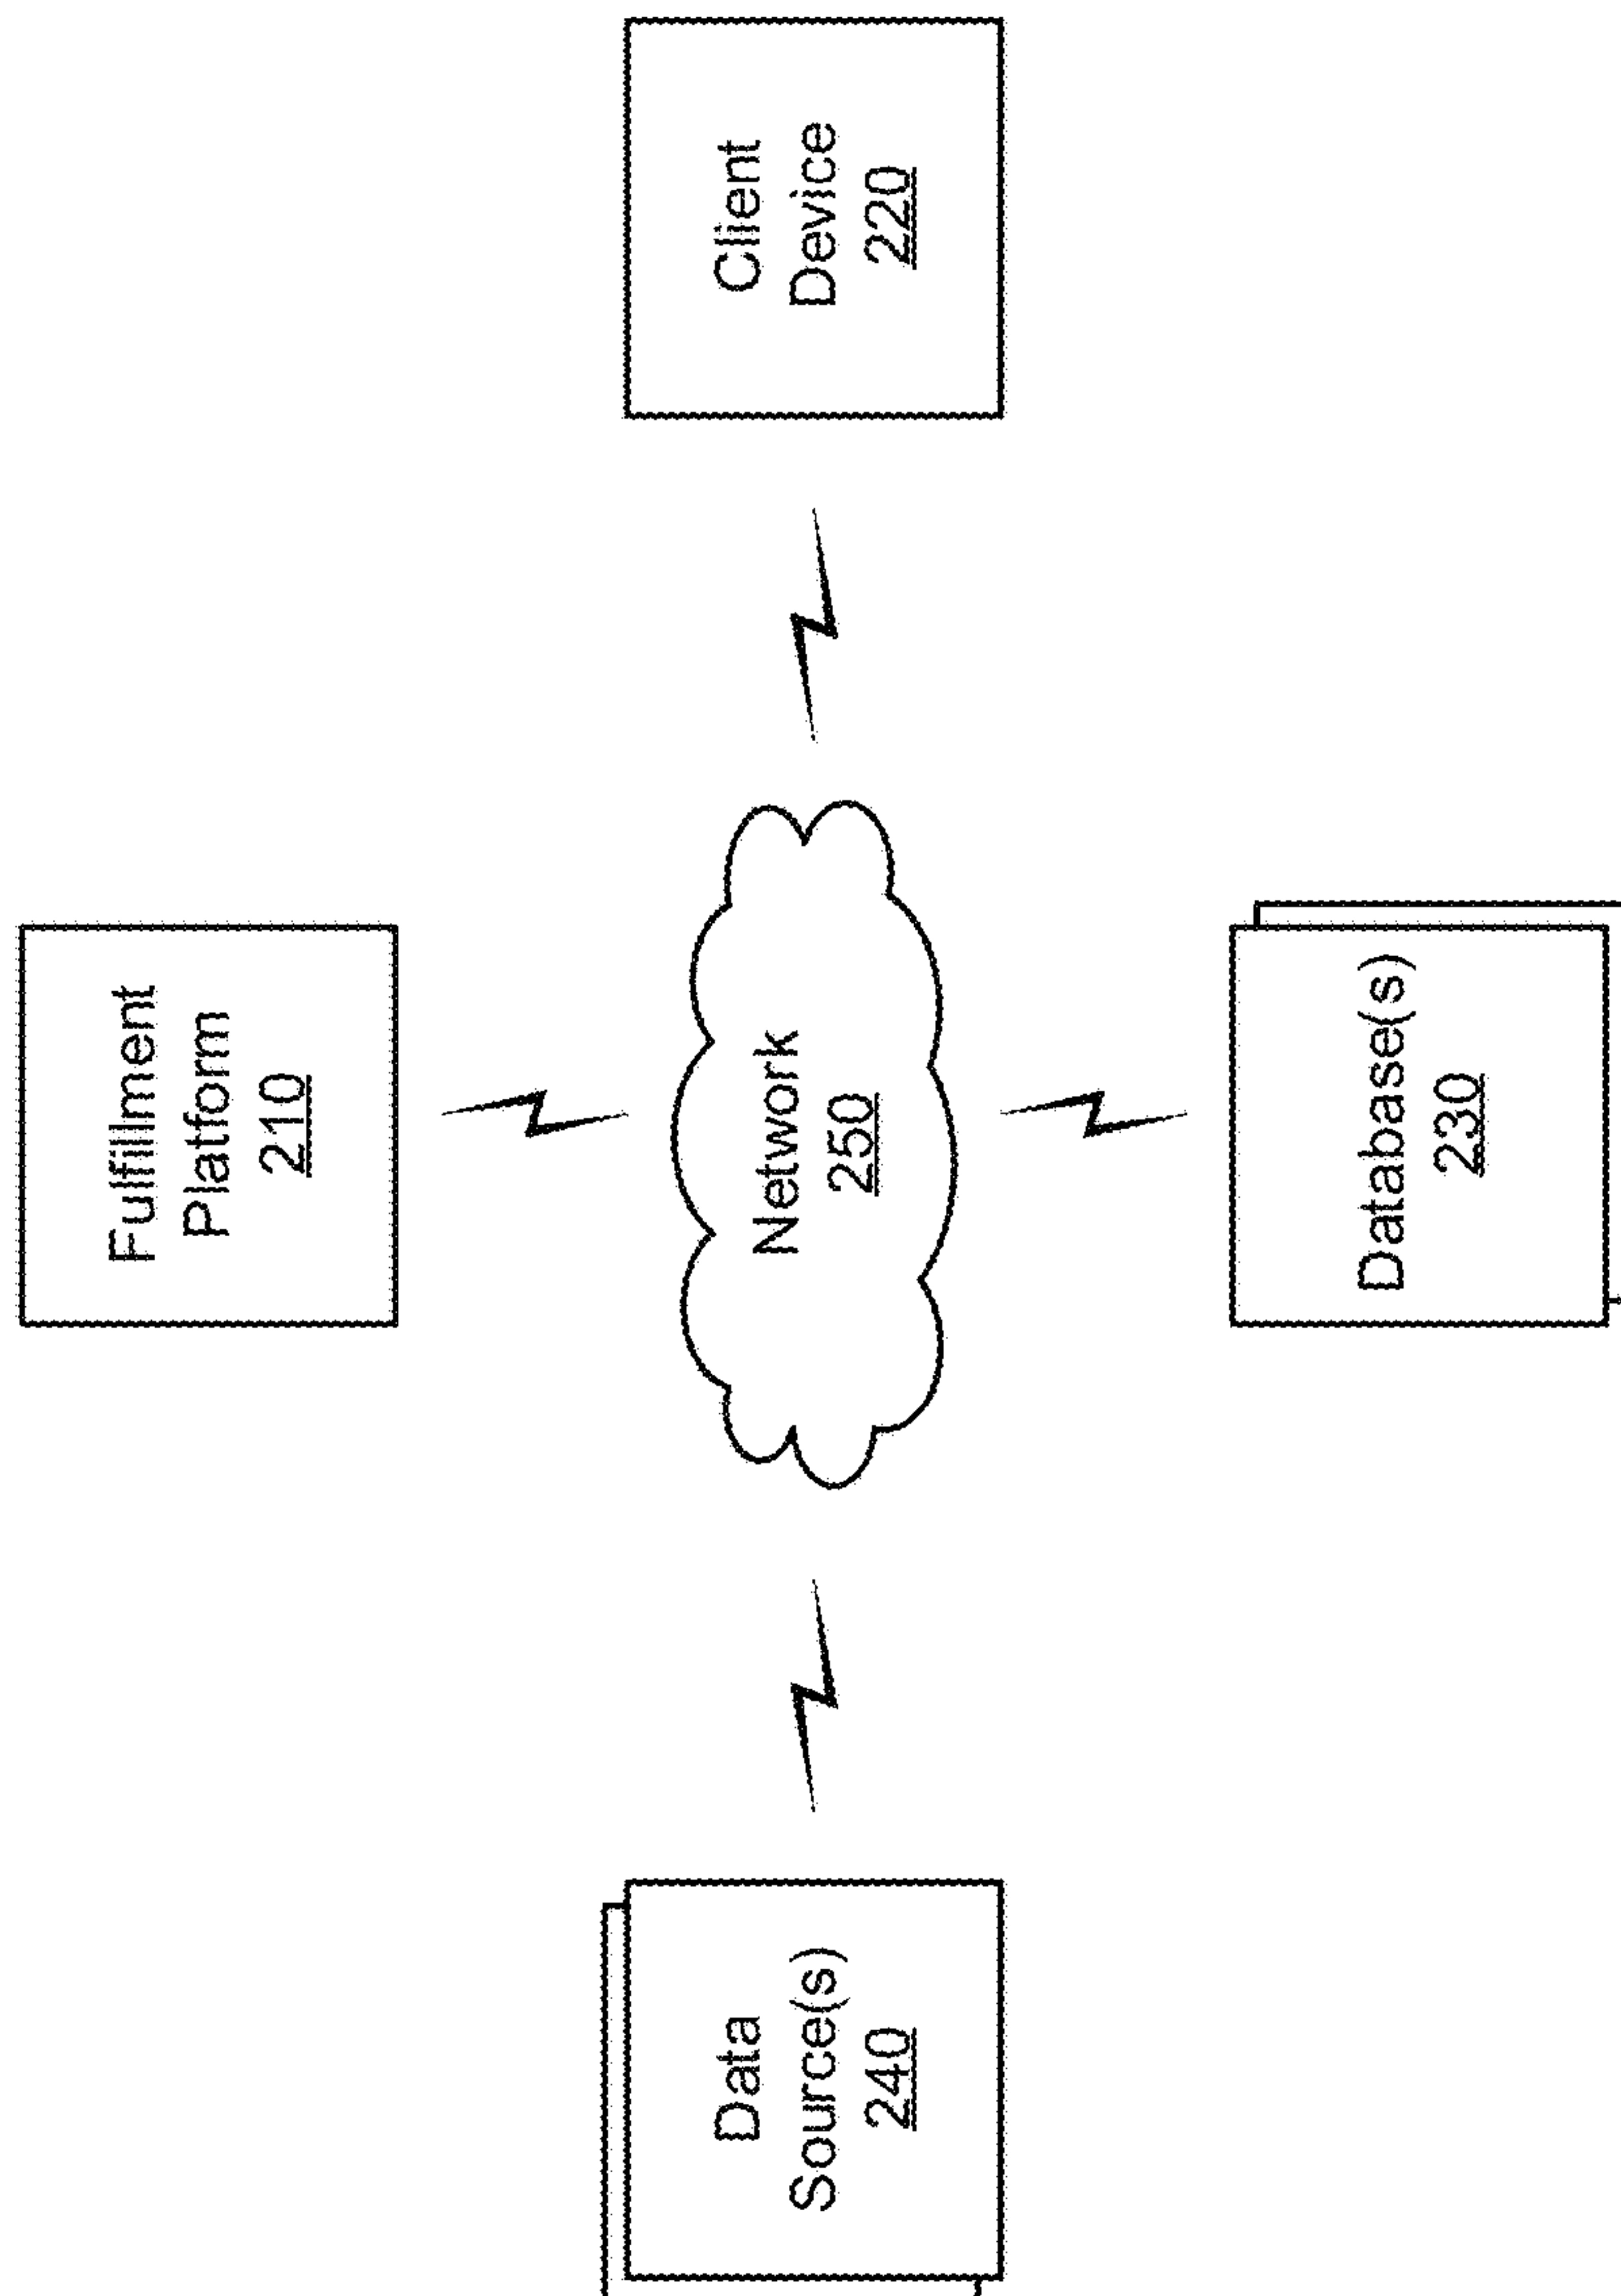 Fulfillment
Platform
210
Data
Source(s)
240
Network
250
Client
Device
220
Database(s)
230